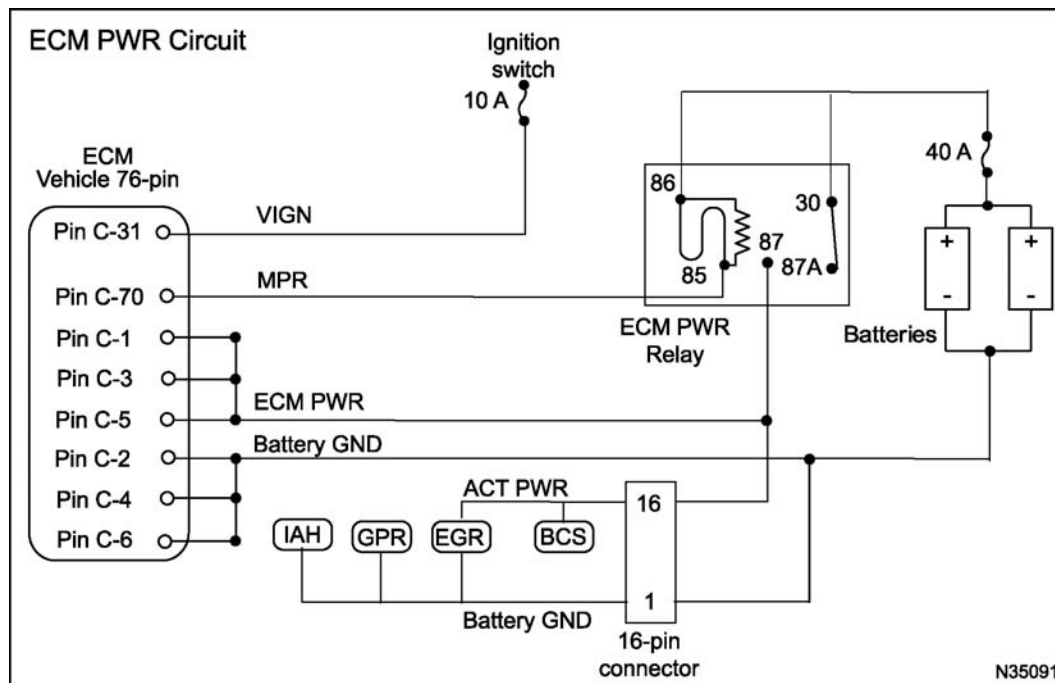 ECM PWR Circuit
Ignition
switch
10 A
ECM
Vehicle 76-pin
40 A
86
30
87
85
87A
VIGN
Pin C-31
MPR
Pin C-70
ECM PWR
Relay
Batteries
+
+
-
-
Pin C-1
Pin C-3
Pin C-5
ECM PWR
Pin C-2
Battery GND
Pin C-4
ACT PWR
16
Pin C-6
IAH
GPR
EGR
BCS
1
Battery GND
16-pin
connector
N35091